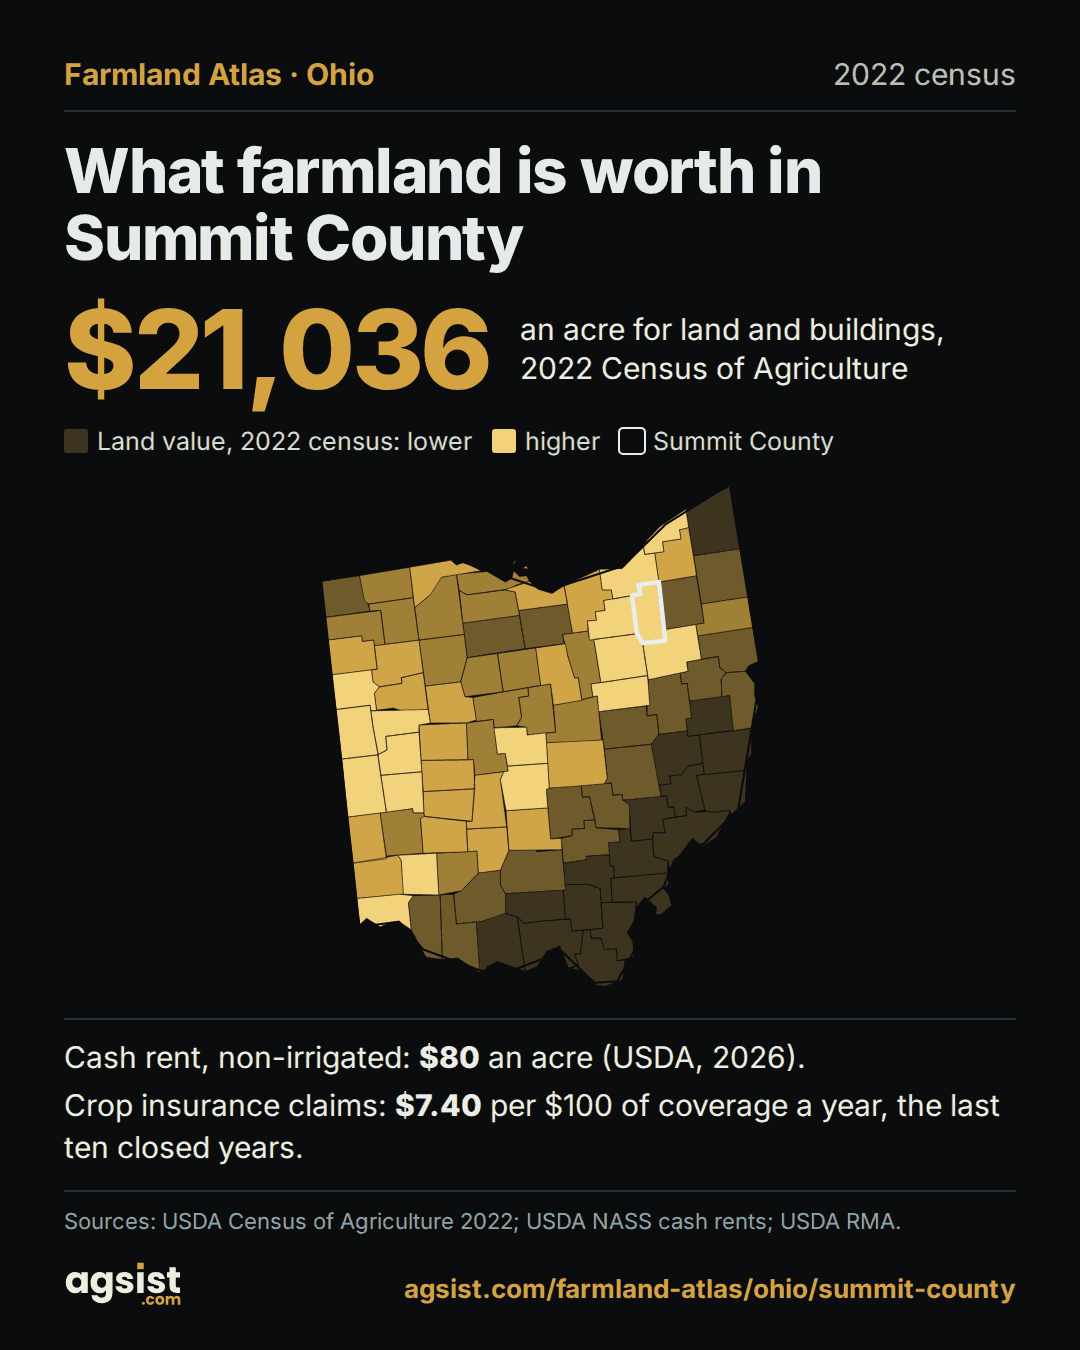 Farmland Atlas · Ohio
2022 census
What farmland is worth in
Summit County
$21,036
an acre for land and buildings,
2022 Census of Agriculture
Land value, 2022 census: lower
higher
Summit County
Cash rent, non-irrigated: $80 an acre (USDA, 2026).
Crop insurance claims: $7.40 per $100 of coverage a year, the last
ten closed years.
Sources: USDA Census of Agriculture 2022; USDA NASS cash rents; USDA RMA.
agsist
.com
agsist.com/farmland-atlas/ohio/summit-county